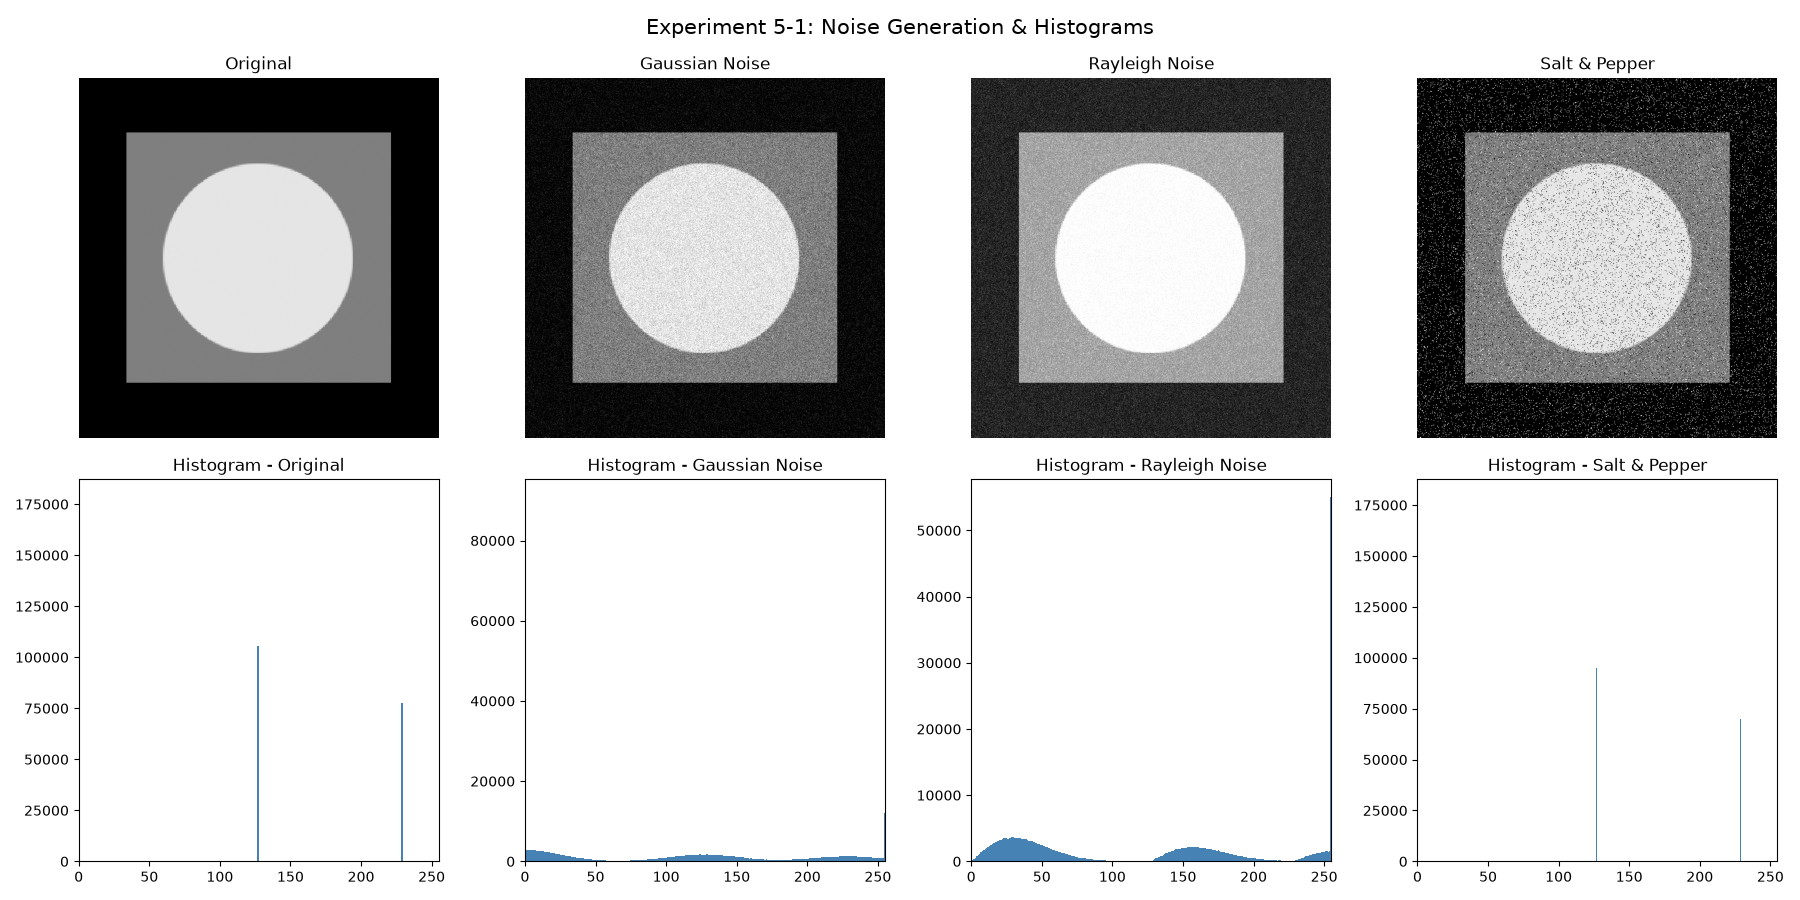 Experiment 5-1: Noise Generation & Histograms
Original
Gaussian Noise
Rayleigh Noise
Salt & Pepper
Histogram - Original
175000
150000
125000
100000
75000
50000
25000
0
0 50 100 150 200 250
Histogram - Gaussian Noise
80000
60000
40000
20000
0
0 50 100 150 200 250
Histogram - Rayleigh Noise
50000
40000
30000
20000
10000
0
0 50 100 150 200 250
Histogram - Salt & Pepper
175000
150000
125000
100000
75000
50000
25000
0
0 50 100 150 200 250